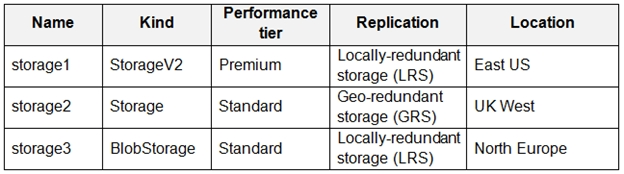 Name Kind Performance tier Replication Location
storage1 StorageV2 Premium Locally-redundant storage (LRS) East US
storage2 Storage Standard Geo-redundant storage (GRS) UK West
storage3 BlobStorage Standard Locally-redundant storage (LRS) North Europe